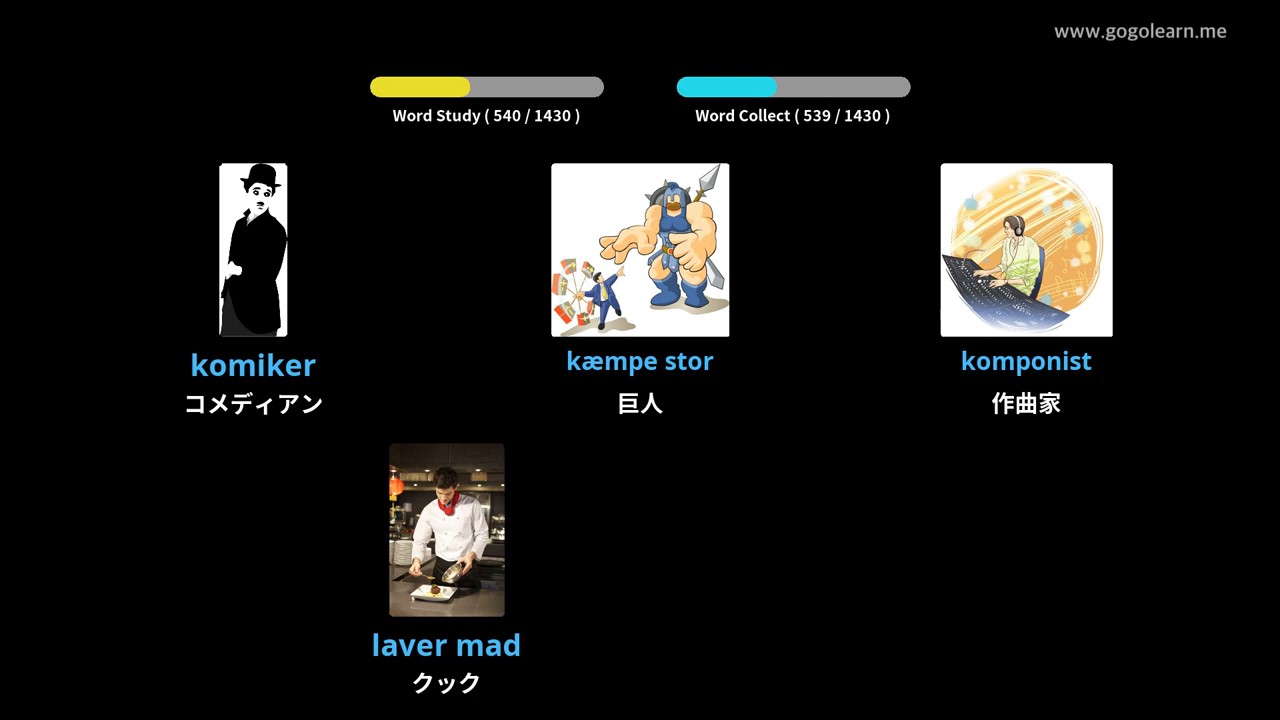 www.gogolearn.me
Word Study ( 540 / 1430 )
Word Collect ( 539 / 1430 )
komiker
コメディアン
kæmpe stor
巨人
komponist
作曲家
laver mad
クック